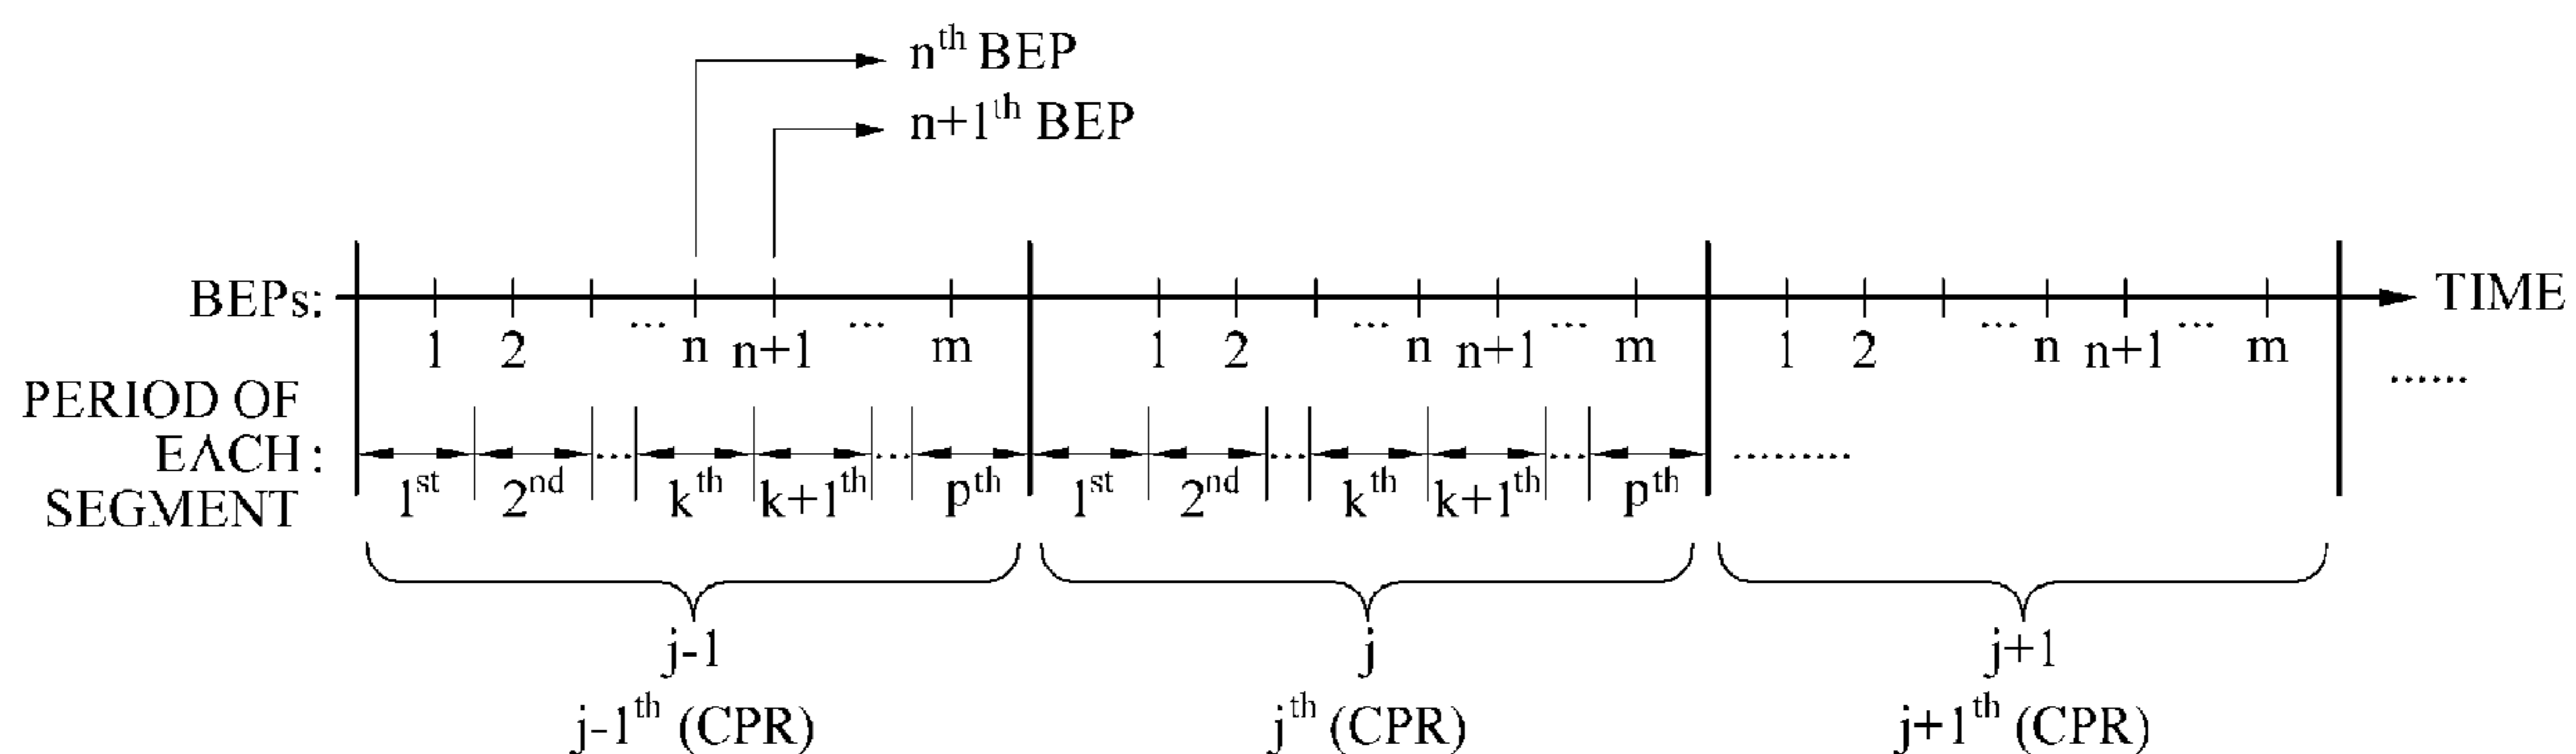 nth BEP
n+1th BEP
BEPs: TIME
1 2 ... n n+1 ... m 1 2 ... n n+1 ... m 1 2 ... n n+1 ... m
......
PERIOD OF
EACH :
SEGMENT
... ... ... ... .........
1st 2nd kth k+1th pth 1st 2nd kth k+1th pth
j-1 j j+1
j-1th (CPR) jth (CPR) j+1th (CPR)